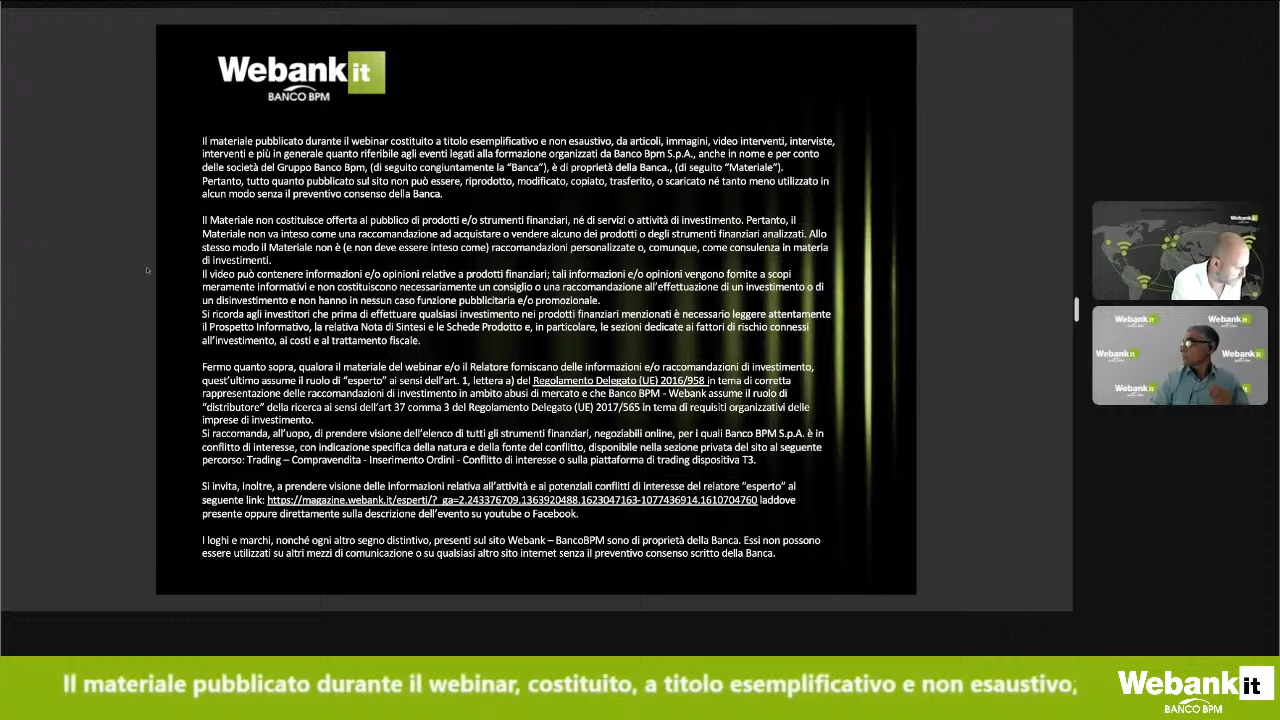 Webank it
BANCO BPM
Il materiale pubblicato durante il webinar costituito a titolo esemplificativo e non esaustivo, da articoli, immagini, video interventi, interviste,
interventi e più in generale quanto riferibile agli eventi legati alla formazione organizzati da Banco Bpm S.p.A., anche in nome e per conto
delle società del Gruppo Banco Bpm, (di seguito congiuntamente la "Banca"), è di proprietà della Banca., (di seguito "Materiale").
Pertanto, tutto quanto pubblicato sul sito non può essere, riprodotto, modificato, copiato, trasferito, o scaricato né tanto meno utilizzato in
alcun modo senza il preventivo consenso della Banca.
Il Materiale non costituisce offerta al pubblico di prodotti e/o strumenti finanziari, né di servizi o attività di investimento. Pertanto, il
Materiale non va inteso come una raccomandazione ad acquistare o vendere alcuno dei prodotti o degli strumenti finanziari analizzati. Allo
stesso modo il Materiale non è (e non deve essere inteso come) raccomandazioni personalizzate o, comunque, come consulenza in materia
di investimenti.
Il video può contenere informazioni e/o opinioni relative a prodotti finanziari; tali informazioni e/o opinioni vengono fornite a scopi
meramente informativi e non costituiscono necessariamente un consiglio o una raccomandazione all'effettuazione di un investimento o di
un disinvestimento e non hanno in nessun caso funzione pubblicitaria e/o promozionale.
Si ricorda agli investitori che prima di effettuare qualsiasi investimento nei prodotti finanziari menzionati è necessario leggere attentamente
il Prospetto Informativo, la relativa Nota di Sintesi e le Schede Prodotto e, in particolare, le sezioni dedicate ai fattori di rischio connessi
all'investimento, ai costi e al trattamento fiscale.
Fermo quanto sopra, qualora il materiale del webinar e/o il Relatore forniscano delle informazioni e/o raccomandazioni di investimento,
quest'ultimo assume il ruolo di "esperto" ai sensi dell'art. 1, lettera a) del Regolamento Delegato (UE) 2016/958 in tema di corretta
rappresentazione delle raccomandazioni di investimento in ambito abusi di mercato e che Banco BPM - Webank assume il ruolo di
"distributore" della ricerca ai sensi dell'art 37 comma 3 del Regolamento Delegato (UE) 2017/565 in tema di requisiti organizzativi delle
imprese di investimento.
Si raccomanda, all'uopo, di prendere visione dell'elenco di tutti gli strumenti finanziari, negoziabili online, per i quali Banco BPM S.p.A. è in
conflitto di interesse, con indicazione specifica della natura e della fonte del conflitto, disponibile nella sezione privata del sito al seguente
percorso: Trading – Compravendita - Inserimento Ordini - Conflitto di interesse o sulla piattaforma di trading dispositiva T3.
Si invita, inoltre, a prendere visione delle informazioni relativa all'attività e ai potenziali conflitti di interesse del relatore "esperto" al
seguente link: https://magazine.webank.it/esperti/?_ga=2.243376709.1363920488.1623047163-1077436914.1610704760 laddove
presente oppure direttamente sulla descrizione dell'evento su youtube o Facebook.
I loghi e marchi, nonché ogni altro segno distintivo, presenti sul sito Webank – BancoBPM sono di proprietà della Banca. Essi non possono
essere utilizzati su altri mezzi di comunicazione o su qualsiasi altro sito internet senza il preventivo consenso scritto della Banca.
Webank it
Webank it
Webank it
Webank it
Webank it
Webank it
Webank it
Il materiale pubblicato durante il webinar, costituito, a titolo esemplificativo e non esaustivo,
Webank it
BANCO BPM